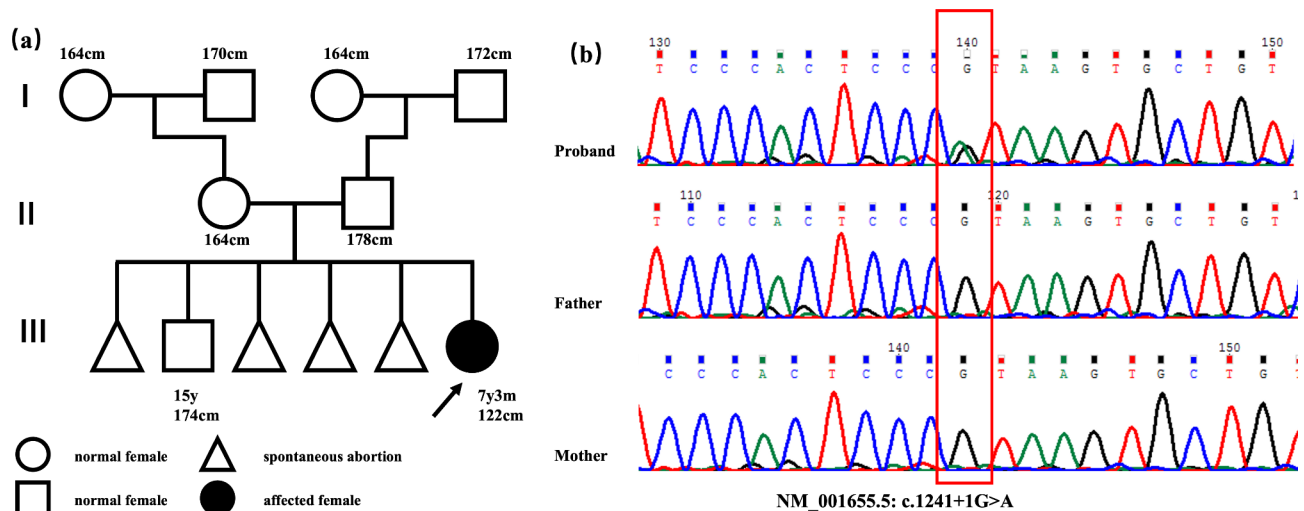 (a)
164cm 170cm 164cm 172cm
I
II
164cm 178cm
III
15y 7y3m
174cm 122cm
normal female spontaneous abortion
normal female affected female
(b)
130 140 150
T C C C A C T C C C G T A A G T G C T G T
Proband
110 120 1
T C C C A C T C C C G T A A G T G C T G T
Father
140 150
C C C A C T C C C G T A A G T G C T G T
Mother
NM_001655.5: c.1241+1G>A